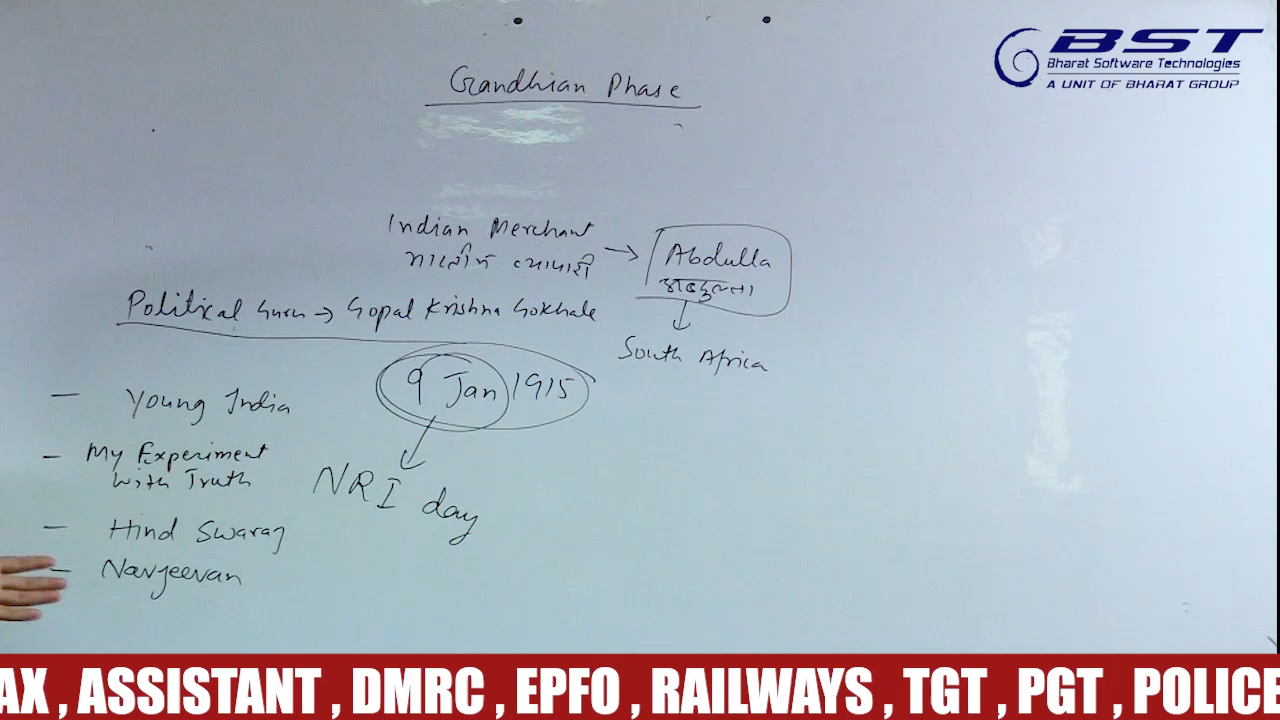 BST
Bharat Software Technologies
A UNIT OF BHARAT GROUP
Gandhian Phase
Indian Merchant → Abdulla
भारतीय व्यापारी
अब्दुल्ला
South Africa
Political Guru → Gopal Krishna Gokhale
9 Jan 1915
NRI day
- Young India
- My Experiment
with Truth
- Hind Swaraj
- Navjeevan
AX , ASSISTANT , DMRC , EPFO , RAILWAYS , TGT , PGT , POLICE